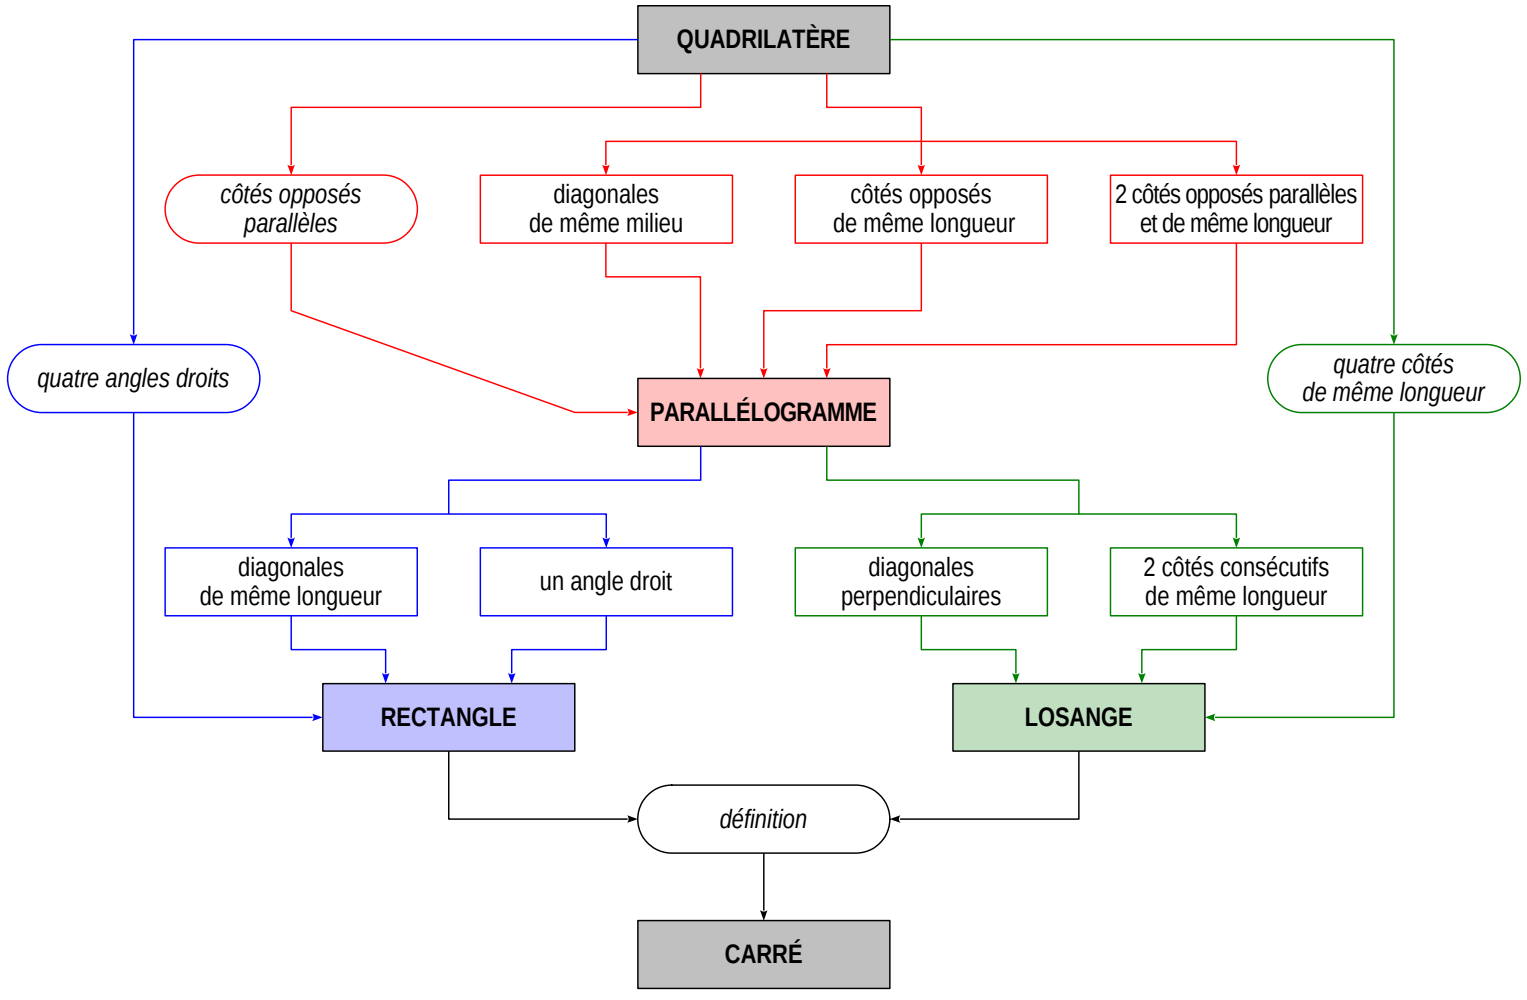 QUADRILATÈRE
côtés opposés
parallèles
diagonales
de même milieu
côtés opposés
de même longueur
2 côtés opposés parallèles
et de même longueur
quatre angles droits
quatre côtés
de même longueur
PARALLÉLOGRAMME
diagonales
de même longueur
un angle droit
diagonales
perpendiculaires
2 côtés consécutifs
de même longueur
RECTANGLE
LOSANGE
définition
CARRÉ